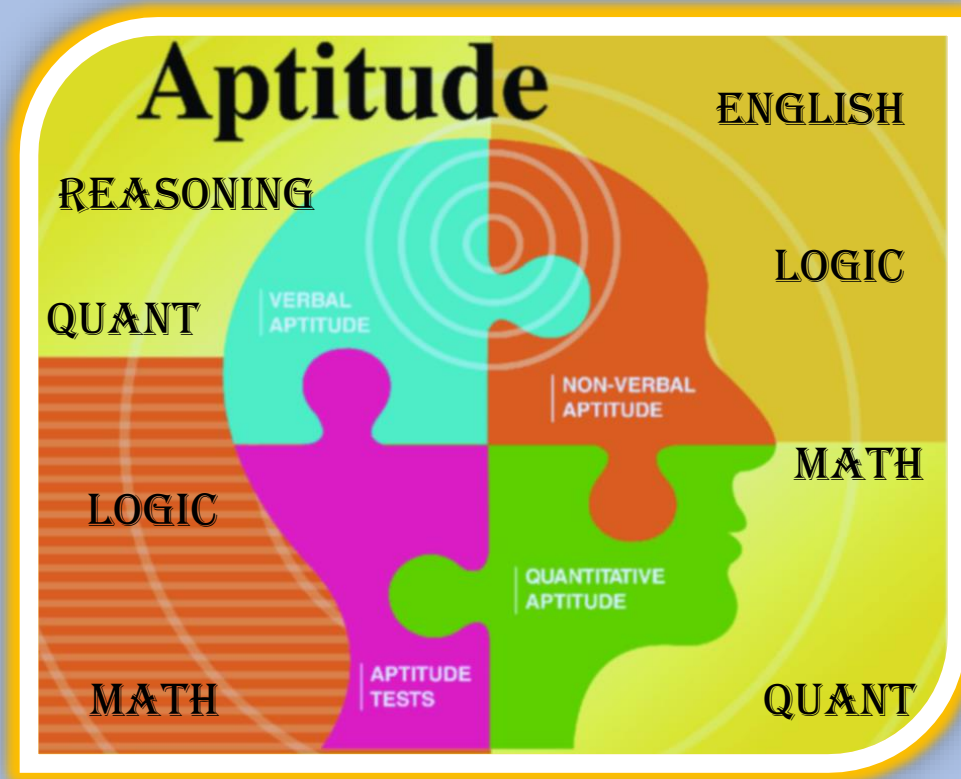 Aptitude
ENGLISH
REASONING
LOGIC
QUANT
VERBAL
APTITUDE
NON-VERBAL
APTITUDE
MATH
LOGIC
QUANTITATIVE
APTITUDE
APTITUDE
TESTS
MATH
QUANT